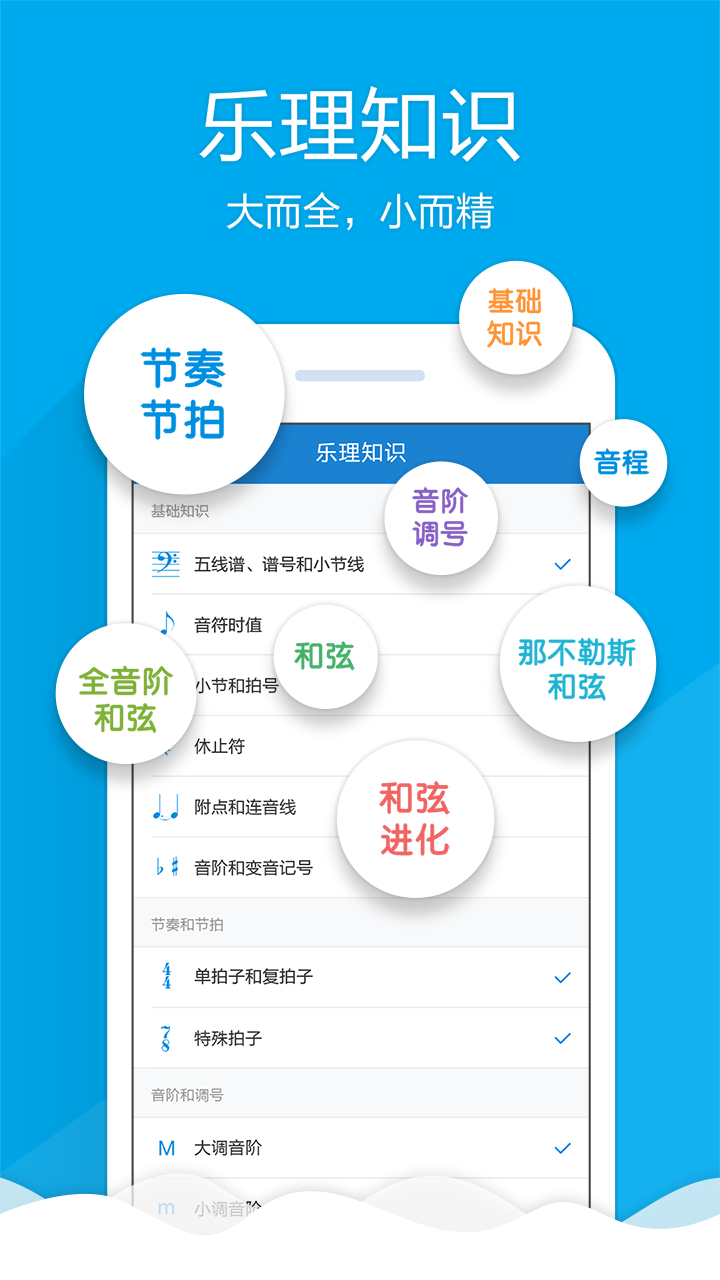 乐理知识
大而全，小而精
基础
知识
节奏
节拍
乐理知识
音程
音阶
调号
基础知识
五线谱、谱号和小节线
音符时值
和弦
那不勒斯
和弦
全音阶
和弦
小节和拍号
休止符
和弦
进化
附点和连音线
音阶和变音记号
节奏和节拍
4
4
单拍子和复拍子
7
8
特殊拍子
音阶和调号
M 大调音阶
m 小调音阶